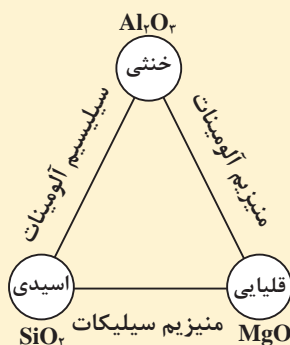 Al₂O₃
خنثی
سیلیسیم آلومینات
منیزیم آلومینات
اسیدی
قلیایی
منیزیم سیلیکات
SiO₂
MgO